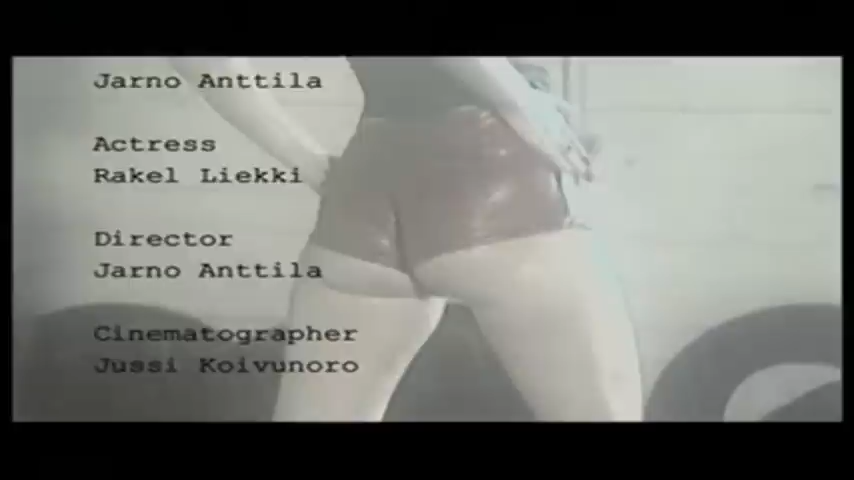 Jarno Anttila
Actress
Rakel Liekki
Director
Jarno Anttila
Cinematographer
Jussi Koivunoro